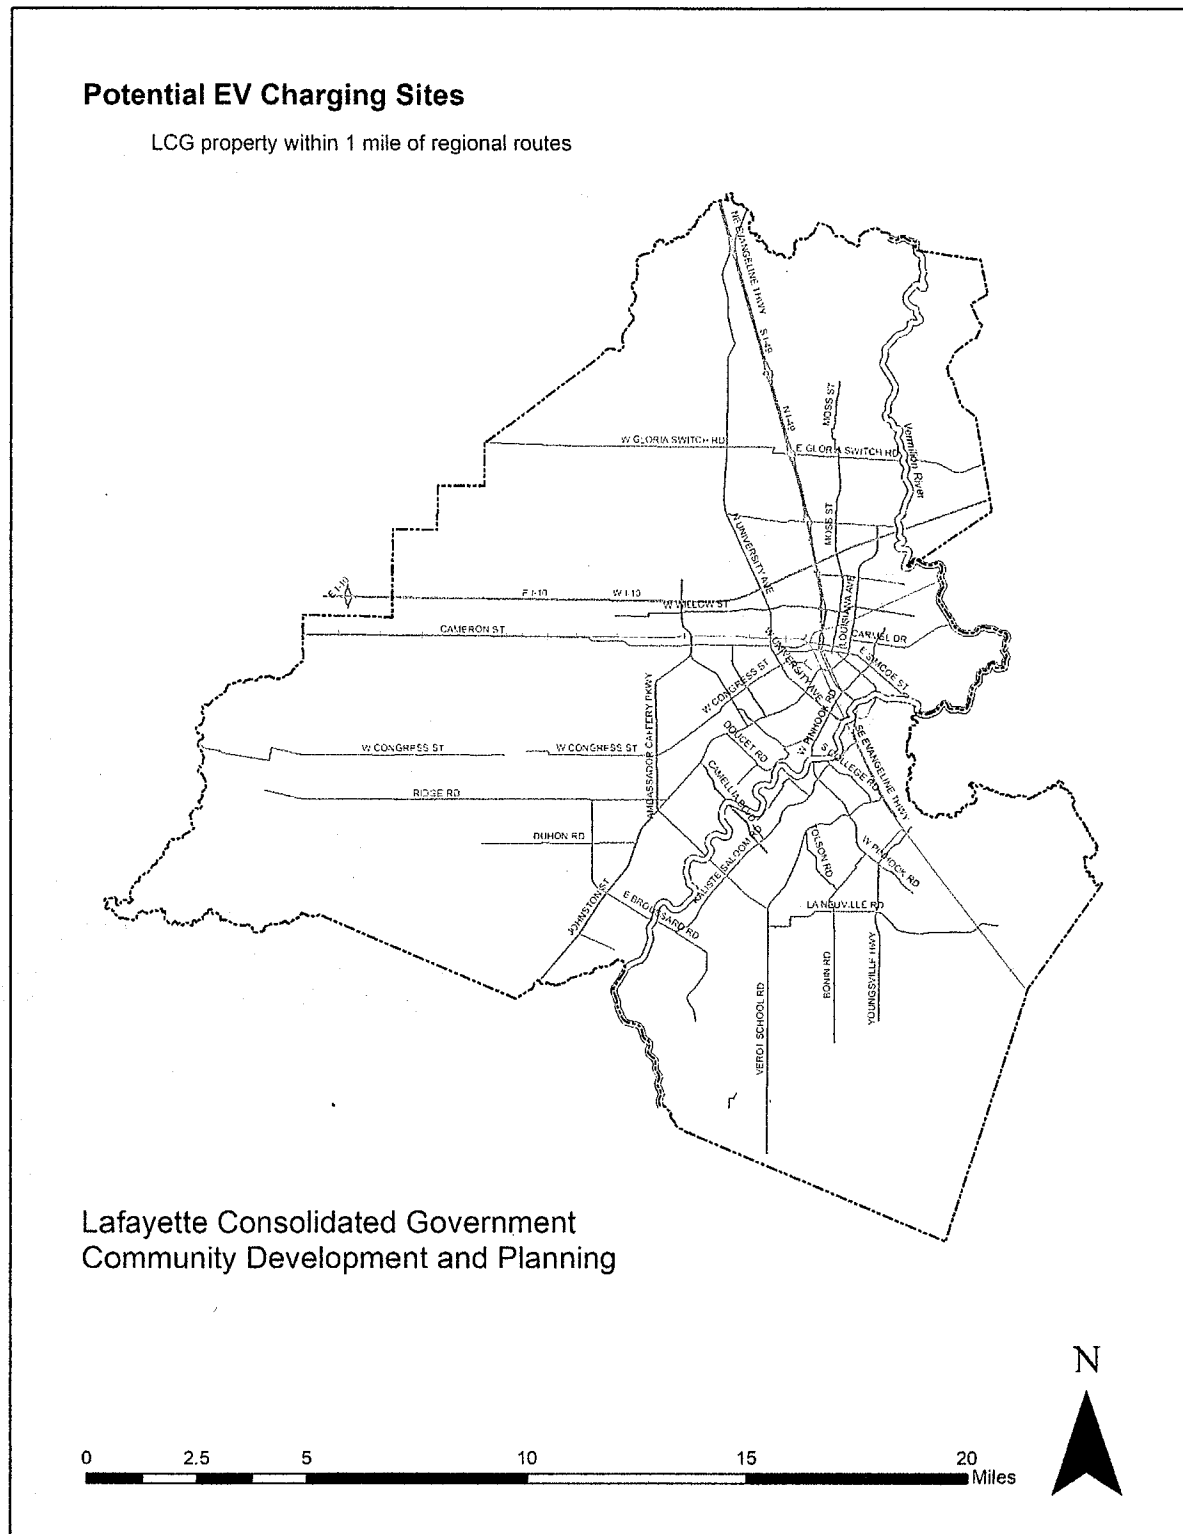 Potential EV Charging Sites
LCG property within 1 mile of regional routes
NE EVANGELINE THWY
S I-49
N I-49
MOSS ST
W GLORIA SWITCH RD
E GLORIA SWITCH RD
Vermilion River
MOSS ST
N UNIVERSITY AVE
E I-10
E I-10
W I-10
W WILLOW ST
LOUISIANA AVE
CAMERON ST
CARMEL DR
W UNIVERSITY AVE
E SIMCOE ST
W CONGRESS ST
AMBASSADOR CAFFERY PKWY
W PINHOOK RD
DOUCET RD
W CONGRESS ST
W CONGRESS ST
S COLLEGE RD
SE EVANGELINE THWY
CAMELLIA BLVD
RIDGE RD
DUHON RD
KALISTE SALOOM RD
TOLSON RD
W PINHOOK RD
JOHNSTON ST
E BROUSSARD RD
LA NEUVILLE RD
VEROT SCHOOL RD
BONIN RD
YOUNGSVILLE HWY
Lafayette Consolidated Government
Community Development and Planning
N
0 2.5 5 10 15 20
Miles